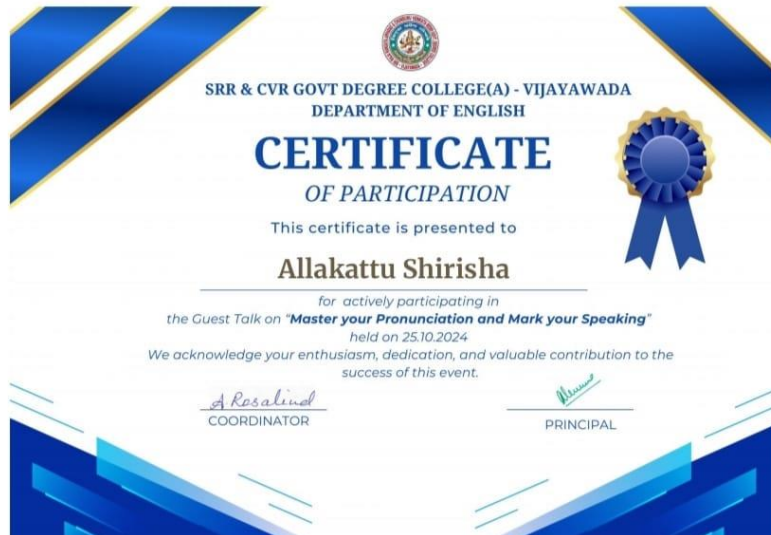 SRR & CVR GOVT DEGREE COLLEGE(A) - VIJAYAWADA
DEPARTMENT OF ENGLISH
CERTIFICATE
OF PARTICIPATION
This certificate is presented to
Allakattu Shirisha
for actively participating in
the Guest Talk on "Master your Pronunciation and Mark your Speaking"
held on 25.10.2024
We acknowledge your enthusiasm, dedication, and valuable contribution to the
success of this event.
A. Rosalind
COORDINATOR
PRINCIPAL